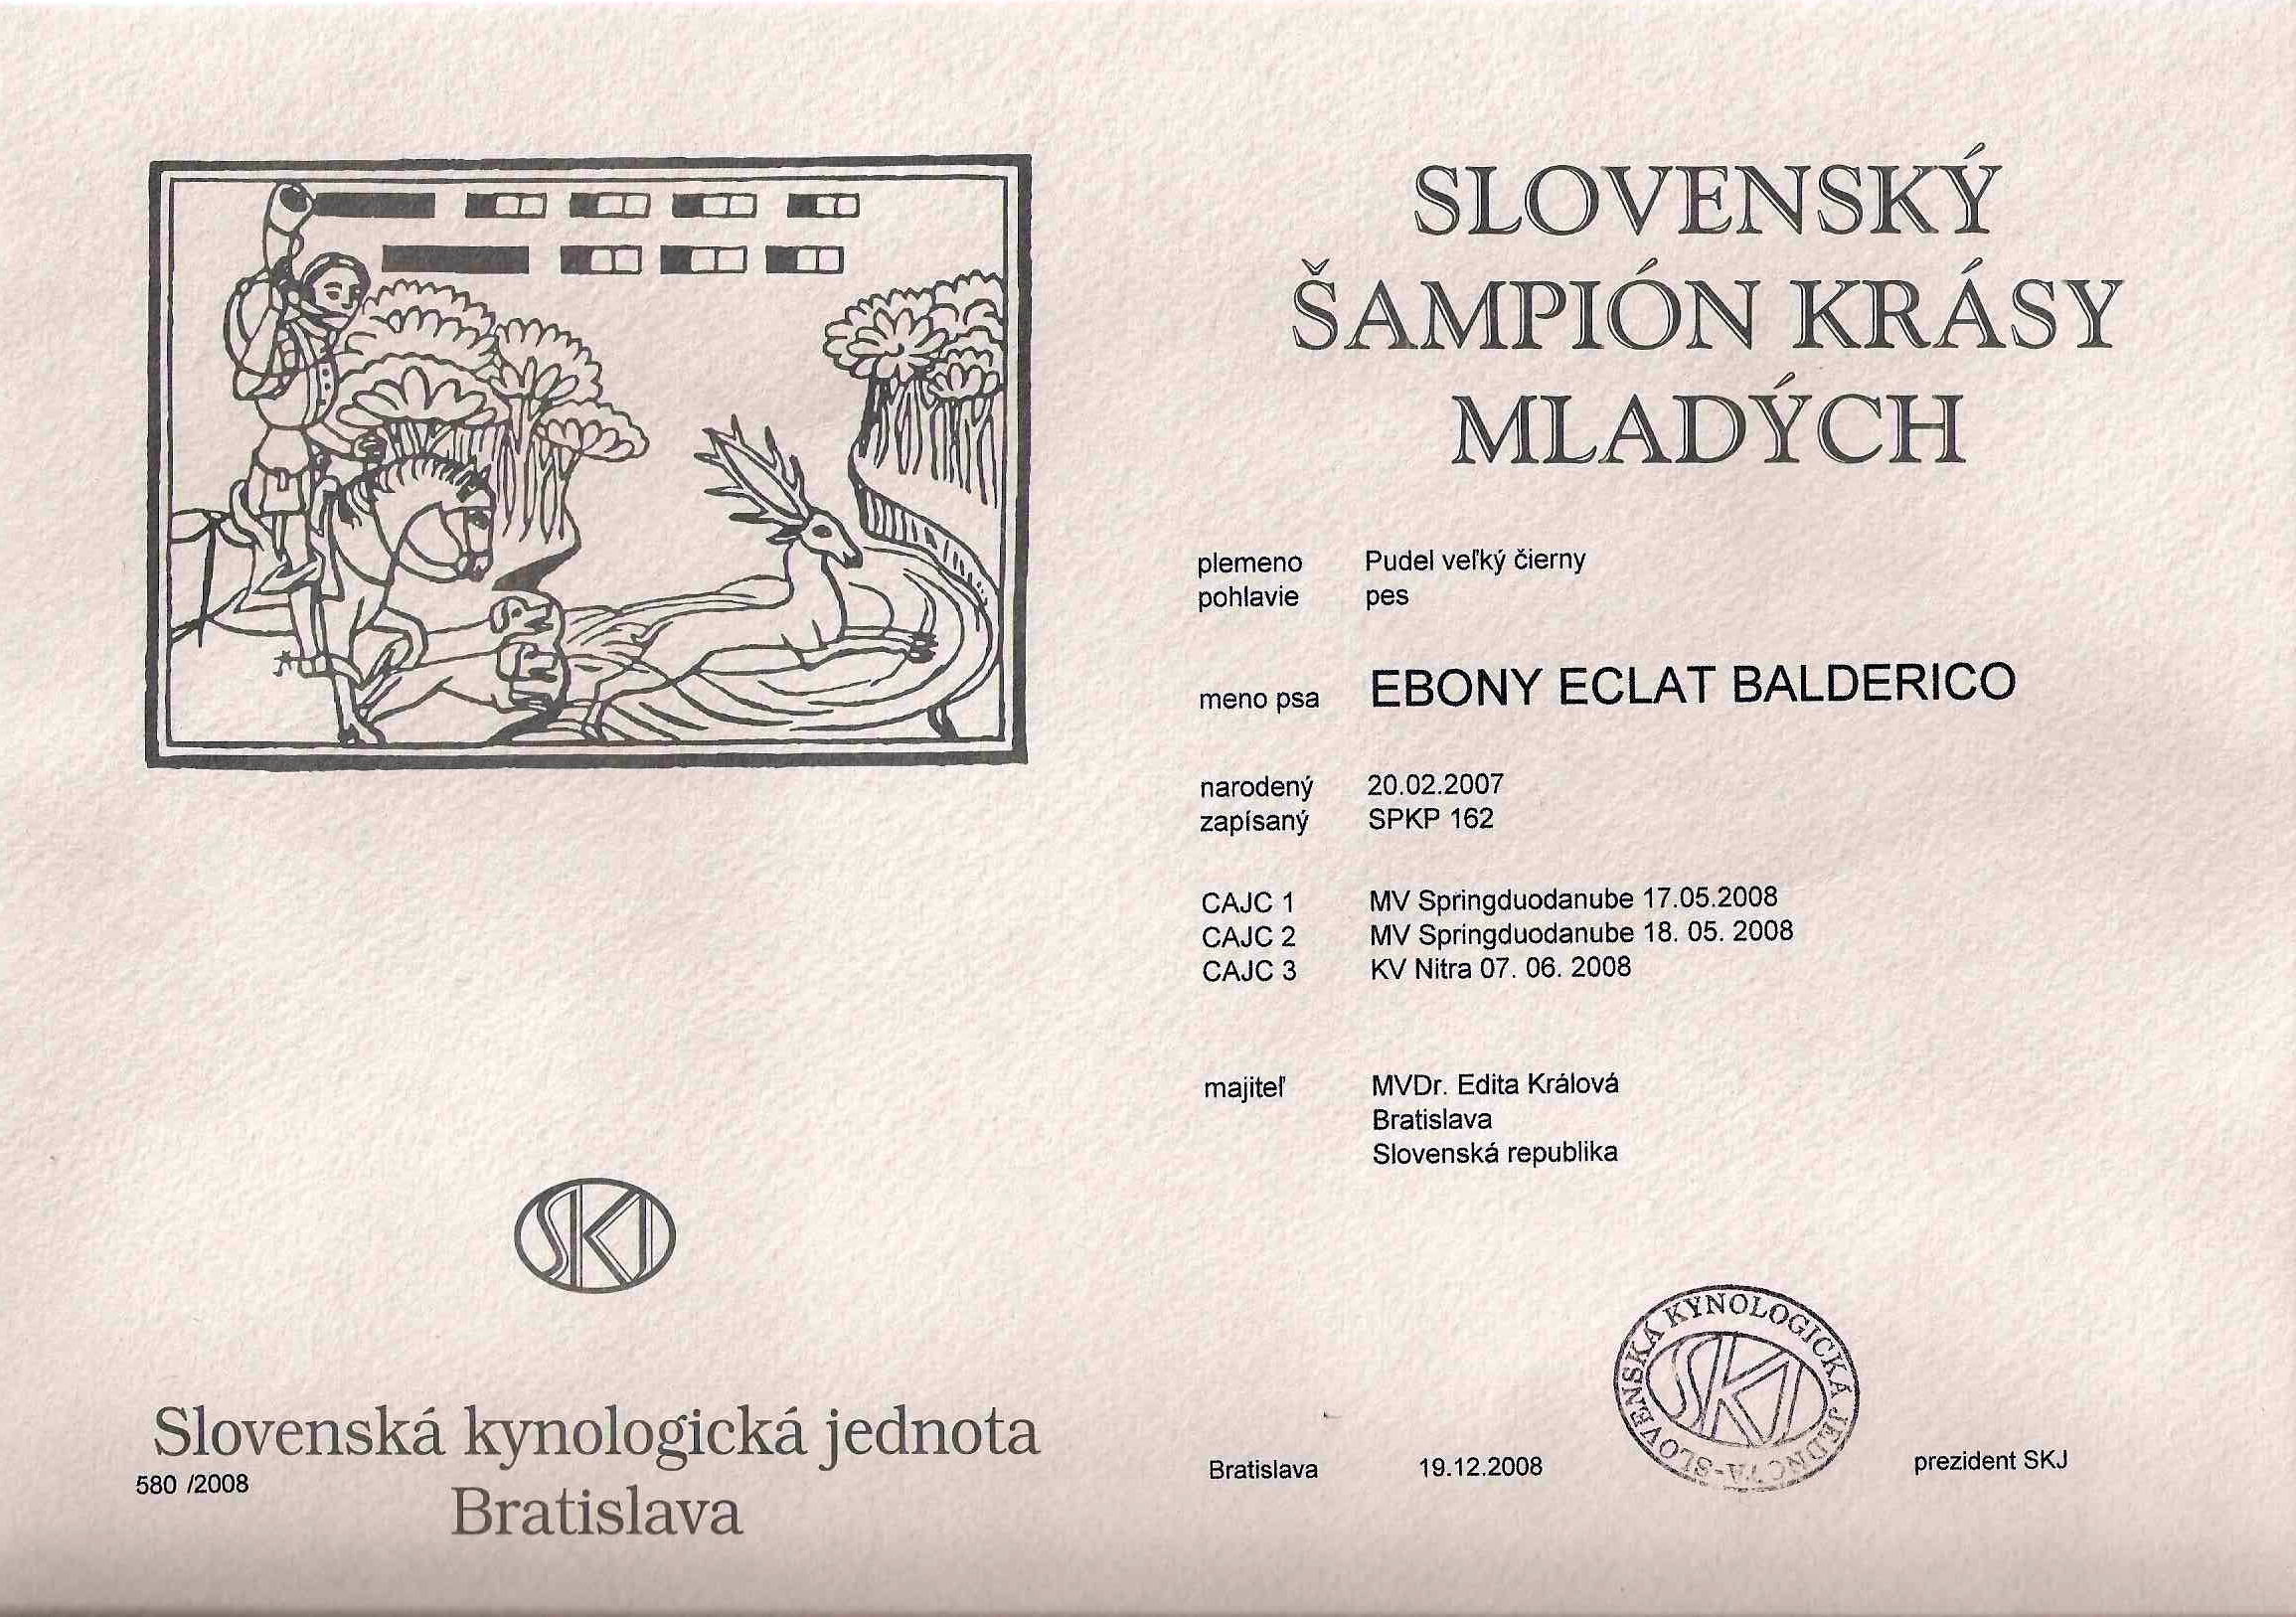 SLOVENSKÝ
ŠAMPIÓN KRÁSY
MLADÝCH
plemeno Pudel veľký čierny
pohlavie pes
meno psa EBONY ECLAT BALDERICO
narodený 20.02.2007
zapísaný SPKP 162
CAJC 1 MV Springduodanube 17.05.2008
CAJC 2 MV Springduodanube 18. 05. 2008
CAJC 3 KV Nitra 07. 06. 2008
majiteľ MVDr. Edita Králová
Bratislava
Slovenská republika
SKJ
Slovenská kynologická jednota
580 /2008
Bratislava
SLOVENSKÁ KYNOLOGICKÁ JEDNOTA
SKJ
Bratislava 19.12.2008 prezident SKJ